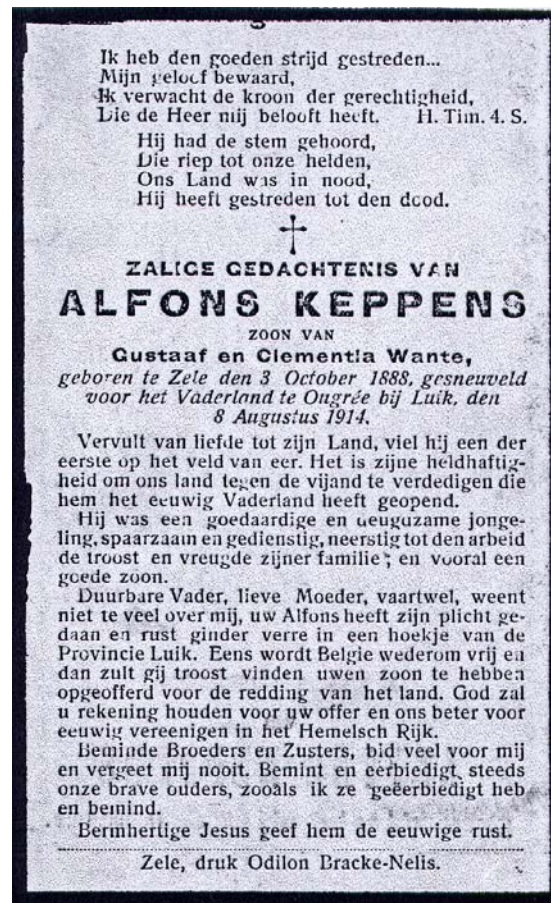 Ik heb den goeden strijd gestreden...
Mijn geloof bewaard,
Ik verwacht de kroon der gerechtigheid,
Die de Heer mij belooft heeft. H. Tim. 4. S.
Hij had de stem gehoord,
Die riep tot onze helden,
Ons Land was in nood,
Hij heeft gestreden tot den dood.
ZALIGE GEDACHTENIS VAN
ALFONS KEPPENS
ZOON VAN
Gustaaf en Clementia Wante,
geboren te Zele den 3 October 1888, gesneuveld
voor het Vaderland te Ougrée bij Luik, den
8 Augustus 1914.
Vervult van liefde tot zijn Land, viel hij een der
eerste op het veld van eer. Het is zijne heldhaftig-
heid om ons land tegen de vijand te verdedigen die
hem het eeuwig Vaderland heeft geopend.
Hij was een goedaardige en deuguzame jonge-
ling, spaarzaam en gedienstig, neerstig tot den arbeid
de troost en vreugde zijner familie; en vooral een
goede zoon.
Duurbare Vader, lieve Moeder, vaartwel, weent
niet te veel over mij, uw Alfons heeft zijn plicht ge-
daan en rust ginder verre in een hoekje van de
Provincie Luik. Eens wordt Belgie wederom vrij en
dan zult gij troost vinden uwen zoon te hebben
opgeofferd voor de redding van het land. God zal
u rekening houden voor uw offer en ons beter voor
eeuwig vereenigen in het Hemelsch Rijk.
Beminde Broeders en Zusters, bid veel voor mij
en vergeet mij nooit. Bemint en eerbiedigt steeds
onze brave ouders, zooals ik ze geëerbiedigt heb
en bemind.
Bermhertige Jesus geef hem de eeuwige rust.
Zele, druk Odilon Bracke-Nelis.